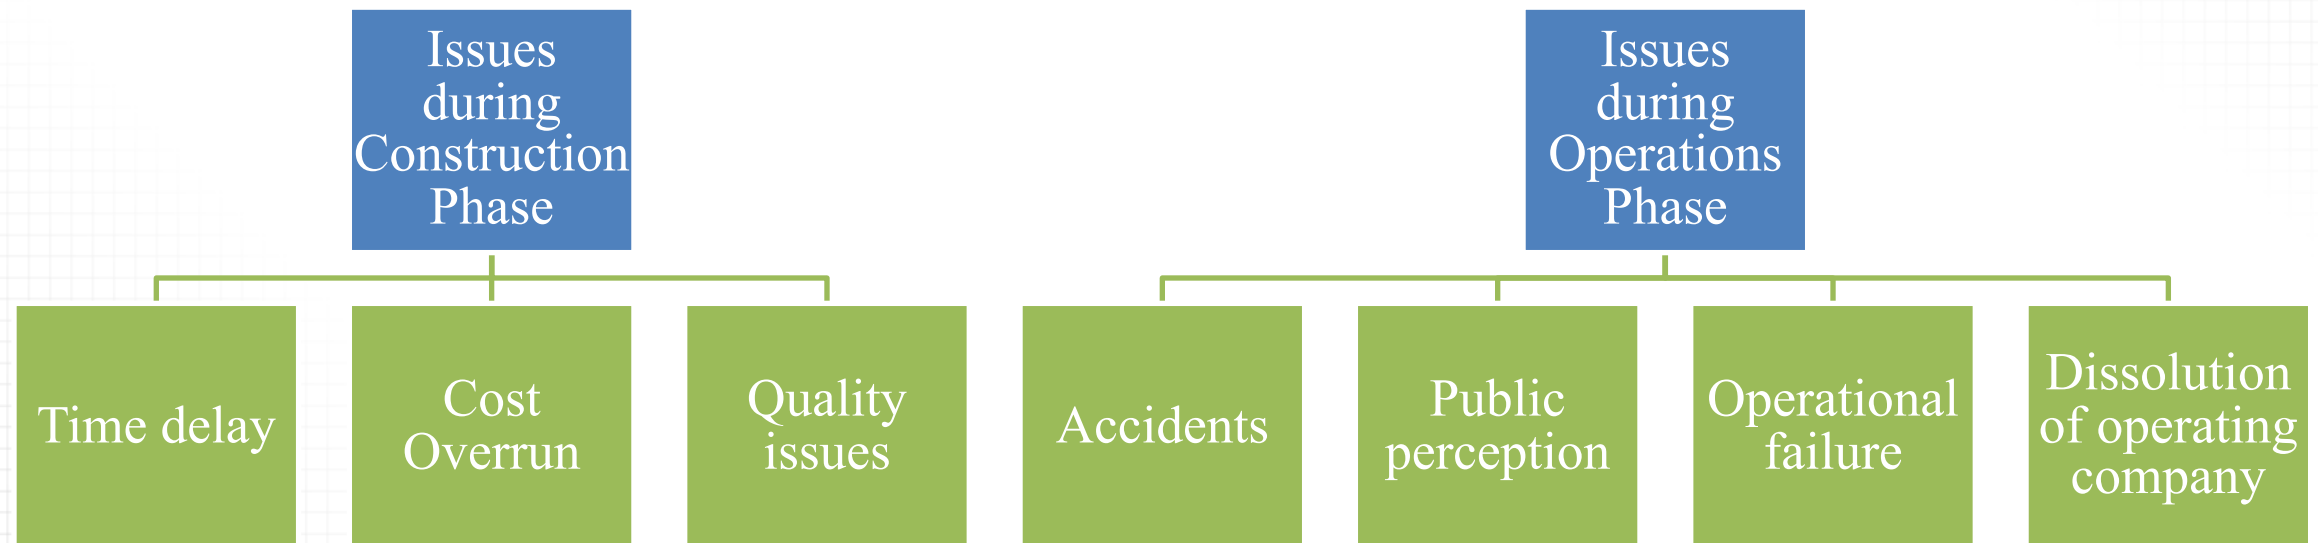 Issues
during
Construction
Phase
Issues
during
Operations
Phase
Time delay
Cost
Overrun
Quality
issues
Accidents
Public
perception
Operational
failure
Dissolution
of operating
company